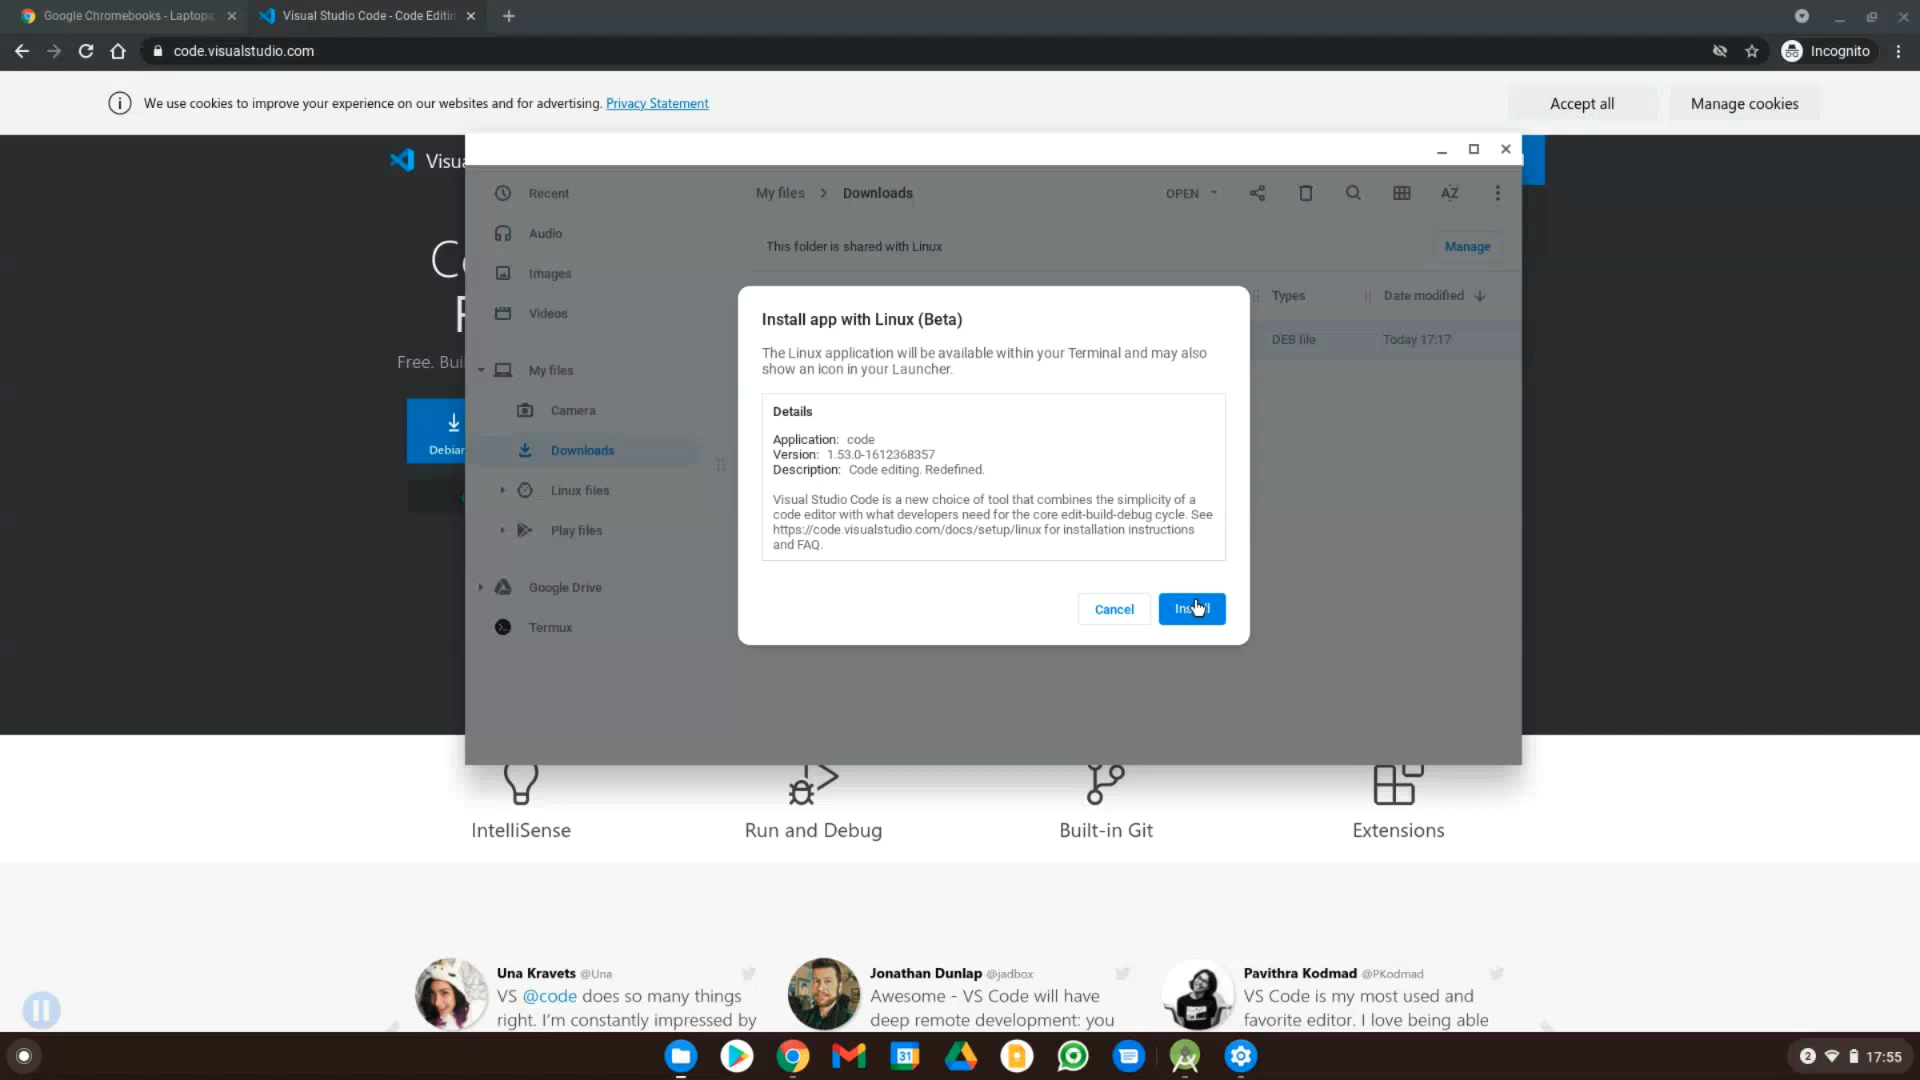 Google Chromebooks - Laptops
Visual Studio Code - Code Editin
code.visualstudio.com
Incognito
We use cookies to improve your experience on our websites and for advertising. Privacy Statement
Accept all
Manage cookies
Visua
Recent
Audio
Images
Videos
My files
Camera
Downloads
Linux files
Play files
Google Drive
Termux
My files > Downloads
OPEN
AZ
This folder is shared with Linux
Manage
Types
Date modified
DEB file
Today 17:17
Free. Buil
Debian
Install app with Linux (Beta)
The Linux application will be available within your Terminal and may also
show an icon in your Launcher.
Details
Application: code
Version: 1.53.0-1612368357
Description: Code editing. Redefined.
Visual Studio Code is a new choice of tool that combines the simplicity of a
code editor with what developers need for the core edit-build-debug cycle. See
https://code.visualstudio.com/docs/setup/linux for installation instructions
and FAQ.
Cancel
Install
IntelliSense
Run and Debug
Built-in Git
Extensions
Una Kravets @Una
VS @code does so many things
right. I'm constantly impressed by
Jonathan Dunlap @jadbox
Awesome - VS Code will have
deep remote development: you
Pavithra Kodmad @PKodmad
VS Code is my most used and
favorite editor. I love being able
31
2
17:55